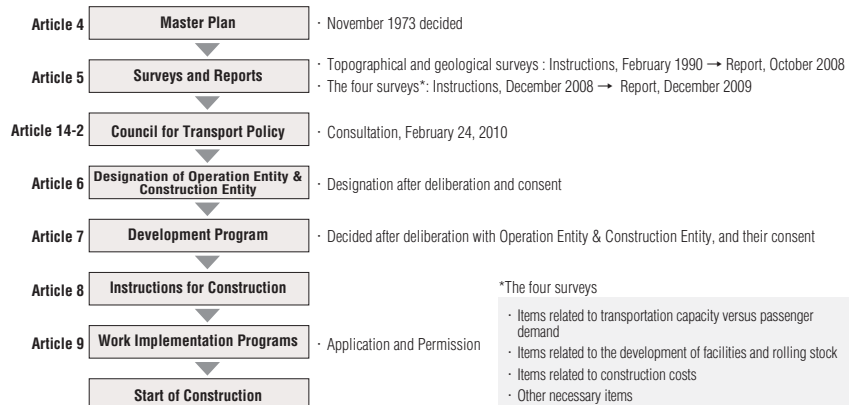 Article 4 Master Plan · November 1973 decided
Article 5 Surveys and Reports · Topographical and geological surveys : Instructions, February 1990 → Report, October 2008
· The four surveys*: Instructions, December 2008 → Report, December 2009
Article 14-2 Council for Transport Policy · Consultation, February 24, 2010
Article 6 Designation of Operation Entity &
Construction Entity · Designation after deliberation and consent
Article 7 Development Program · Decided after deliberation with Operation Entity & Construction Entity, and their consent
Article 8 Instructions for Construction
Article 9 Work Implementation Programs · Application and Permission
Start of Construction
*The four surveys
· Items related to transportation capacity versus passenger
demand
· Items related to the development of facilities and rolling stock
· Items related to construction costs
· Other necessary items